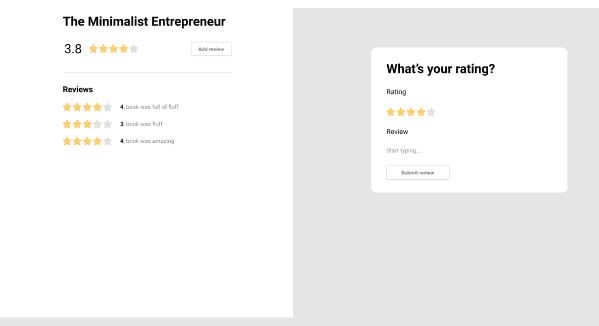 The Minimalist Entrepreneur
3.8
Add review
Reviews
4, book was full of fluff
3, book was fluff
4, book was amazing
What's your rating?
Rating
Review
Start typing...
Submit review